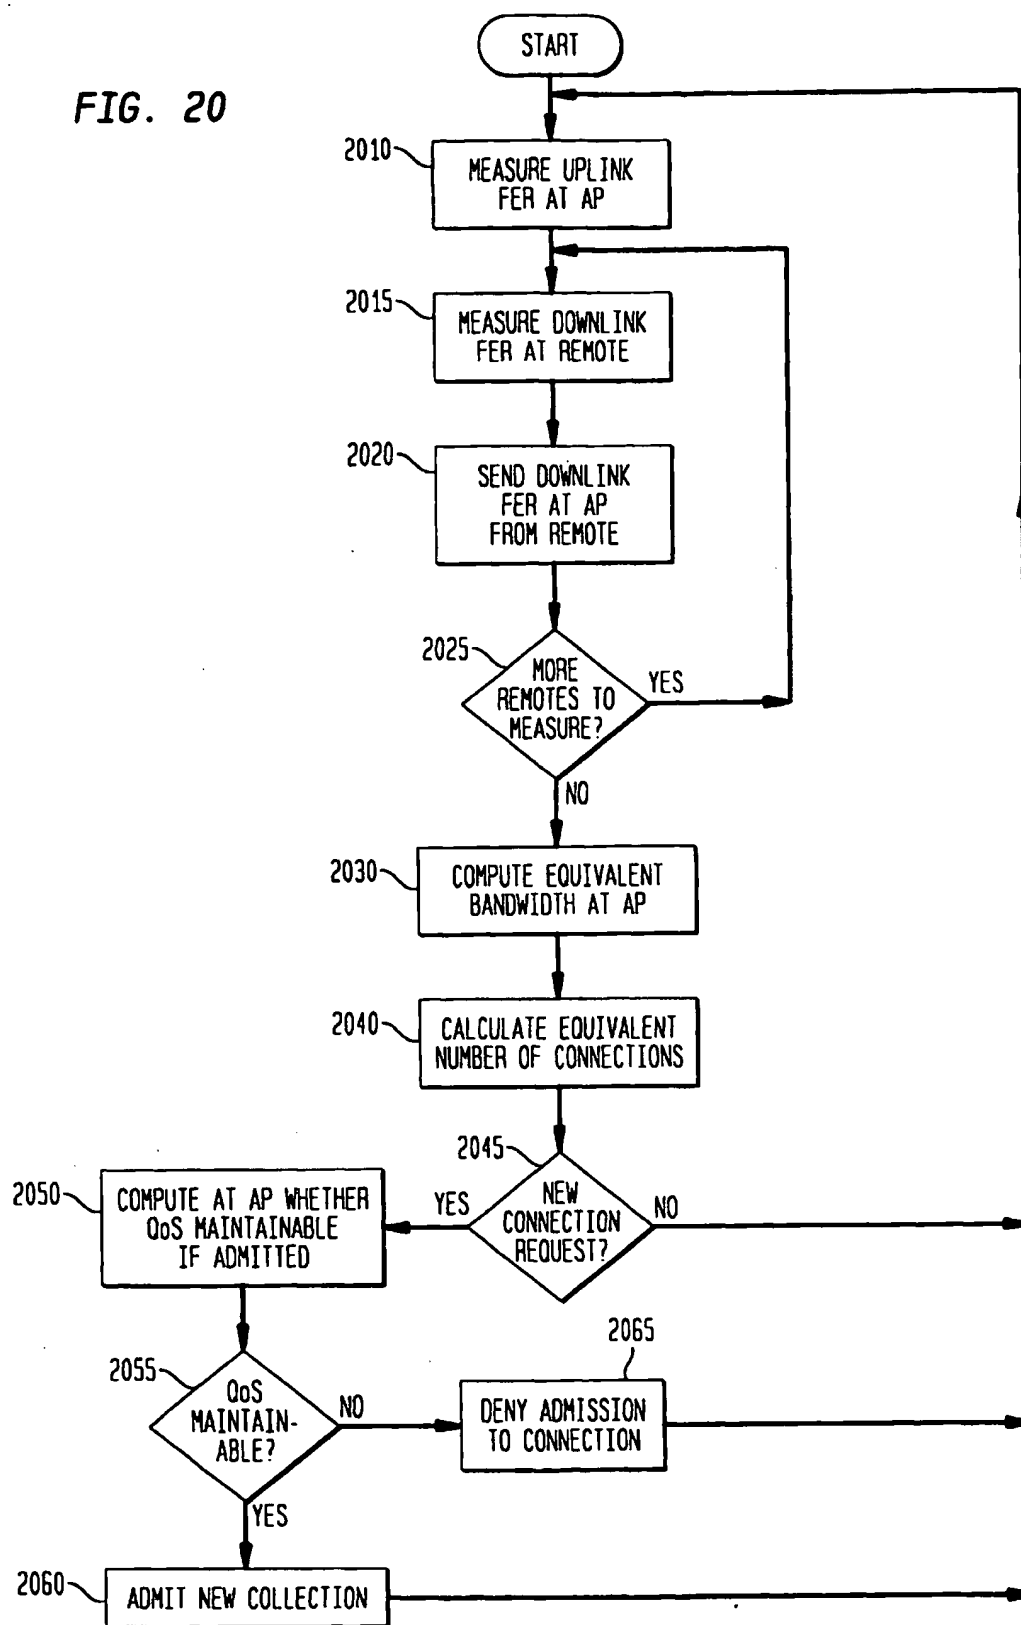 START
FIG. 20
2010
MEASURE UPLINK
FER AT AP
2015
MEASURE DOWNLINK
FER AT REMOTE
2020
SEND DOWNLINK
FER AT AP
FROM REMOTE
2025
MORE
REMOTES TO
MEASURE?
YES
NO
2030
COMPUTE EQUIVALENT
BANDWIDTH AT AP
2040
CALCULATE EQUIVALENT
NUMBER OF CONNECTIONS
2045
NEW
CONNECTION
REQUEST?
YES
NO
2050
COMPUTE AT AP WHETHER
QoS MAINTAINABLE
IF ADMITTED
2055
QoS
MAINTAIN-
ABLE?
NO
YES
2065
DENY ADMISSION
TO CONNECTION
2060
ADMIT NEW COLLECTION